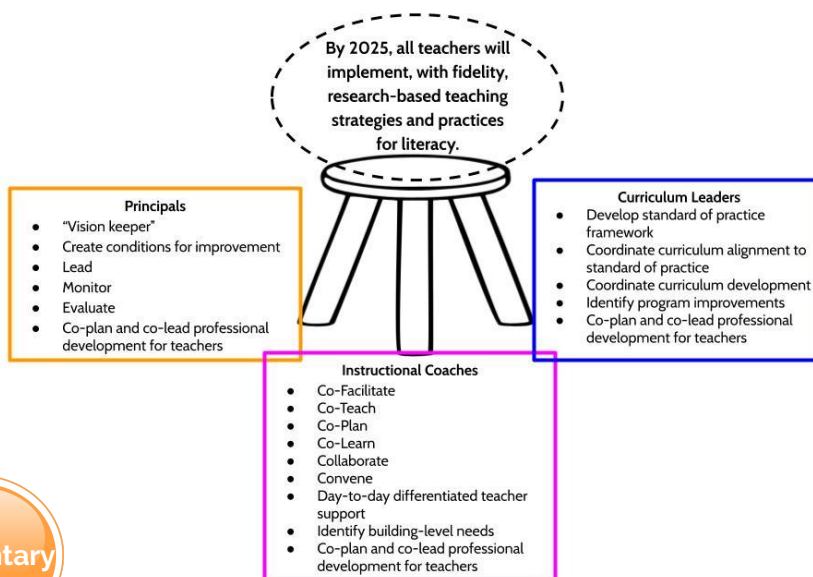 By 2025, all teachers will
implement, with fidelity,
research-based teaching
strategies and practices
for literacy.
Principals
● “Vision keeper”
● Create conditions for improvement
● Lead
● Monitor
● Evaluate
● Co-plan and co-lead professional
development for teachers
Curriculum Leaders
● Develop standard of practice
framework
● Coordinate curriculum alignment to
standard of practice
● Coordinate curriculum development
● Identify program improvements
● Co-plan and co-lead professional
development for teachers
Instructional Coaches
● Co-Facilitate
● Co-Teach
● Co-Plan
● Co-Learn
● Collaborate
● Convene
● Day-to-day differentiated teacher
support
● Identify building-level needs
● Co-plan and co-lead professional
development for teachers
ntary